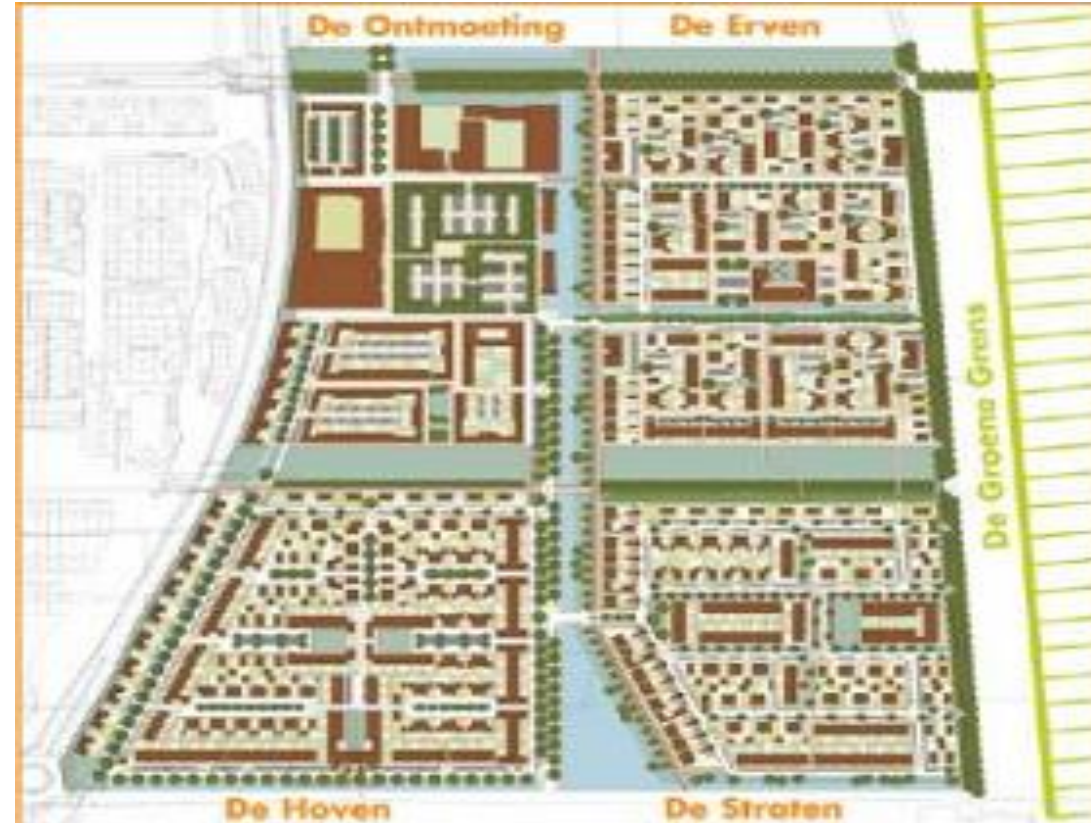 De Ontmoeting
De Erven
De Groene Grens
De Hoven
De Straten